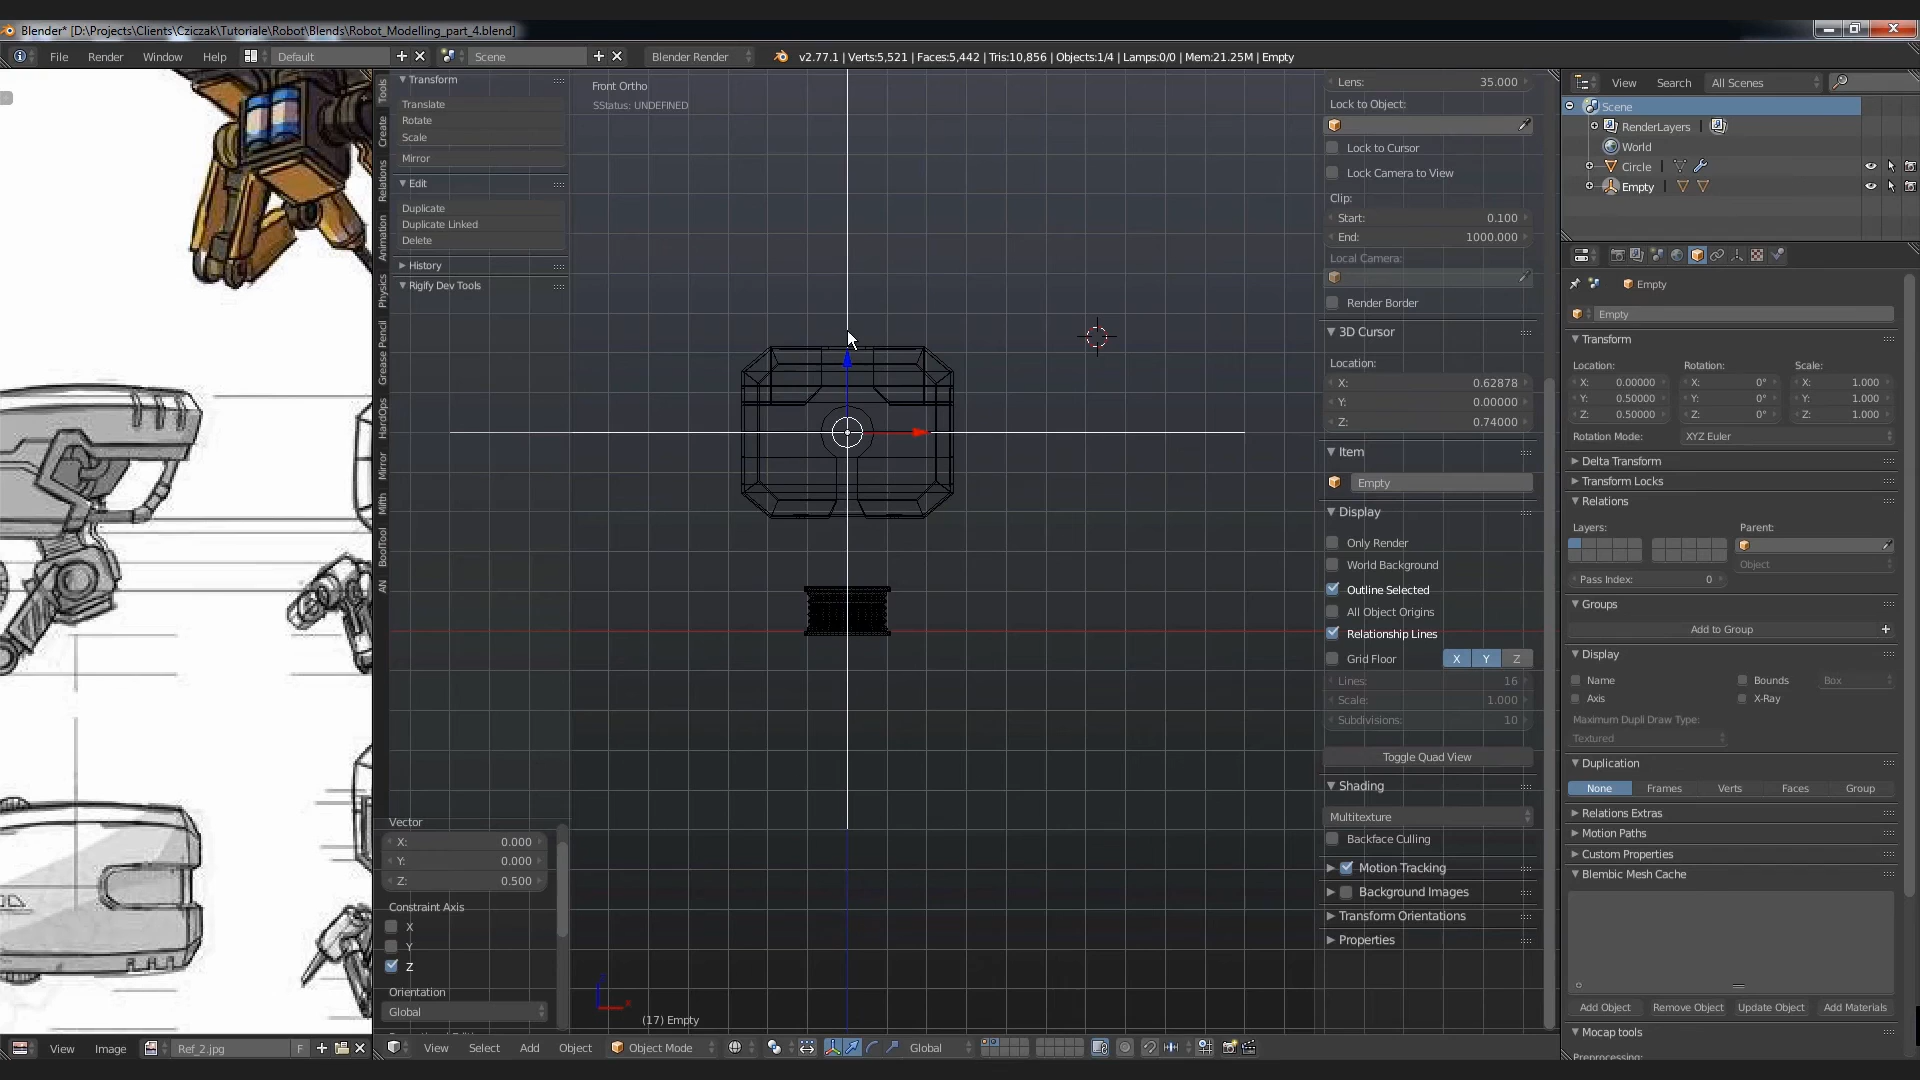 Blender* [D:\Projects\Clients\Cziczak\Tutoriale\Robot\Blends\Robot_Modelling_part_4.blend]
File Render Window Help Default Scene Blender Render v2.77.1 | Verts:5,521 | Faces:5,442 | Tris:10,856 | Objects:1/4 | Lamps:0/0 | Mem:21.25M | Empty
View Search All Scenes
Tools
Create
Relations
Animation
Physics
Grease Pencil
HardOps
Mirror
Mifth
BoolTool
AN
Transform
Translate
Rotate
Scale
Mirror
Edit
Duplicate
Duplicate Linked
Delete
History
Rigify Dev Tools
Vector
X: 0.000
Y: 0.000
Z: 0.500
Constraint Axis
X
Y
Z
Orientation
Global
Front Ortho
SStatus: UNDEFINED
(17) Empty
Lens: 35.000
Lock to Object:
Lock to Cursor
Lock Camera to View
Clip:
Start: 0.100
End: 1000.000
Local Camera:
Render Border
3D Cursor
Location:
X: 0.62878
Y: 0.00000
Z: 0.74000
Item
Empty
Display
Only Render
World Background
Outline Selected
All Object Origins
Relationship Lines
Grid Floor X Y Z
Lines: 16
Scale: 1.000
Subdivisions: 10
Toggle Quad View
Shading
Multitexture
Backface Culling
Motion Tracking
Background Images
Transform Orientations
Properties
Scene
RenderLayers
World
Circle
Empty
Empty
Empty
Transform
Location: Rotation: Scale:
X: 0.00000 X: 0° X: 1.000
Y: 0.50000 Y: 0° Y: 1.000
Z: 0.50000 Z: 0° Z: 1.000
Rotation Mode: XYZ Euler
Delta Transform
Transform Locks
Relations
Layers: Parent:
Object
Pass Index: 0
Groups
Add to Group
Display
Name Bounds Box
Axis X-Ray
Maximum Dupli Draw Type:
Textured
Duplication
None Frames Verts Faces Group
Relations Extras
Motion Paths
Custom Properties
Blembic Mesh Cache
Add Object Remove Object Update Object Add Materials
Mocap tools
Preprocessing:
View Image Ref_2.jpg F View Select Add Object Object Mode Global